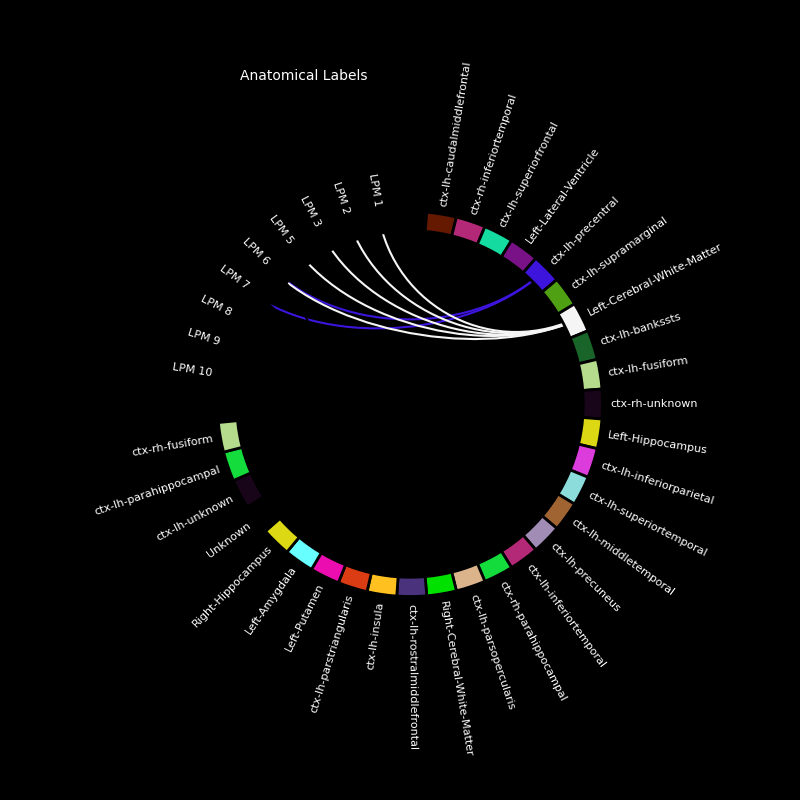 Anatomical Labels
ctx-lh-caudalmiddlefrontal
ctx-rh-inferiortemporal
ctx-lh-superiorfrontal
Left-Lateral-Ventricle
ctx-lh-precentral
ctx-lh-supramarginal
Left-Cerebral-White-Matter
ctx-lh-bankssts
ctx-lh-fusiform
ctx-rh-unknown
Left-Hippocampus
ctx-lh-inferiorparietal
ctx-lh-superiortemporal
ctx-lh-middletemporal
ctx-lh-precuneus
ctx-lh-inferiortemporal
ctx-rh-parahippocampal
ctx-lh-parsopercularis
Right-Cerebral-White-Matter
ctx-lh-rostralmiddlefrontal
ctx-lh-insula
ctx-lh-parstriangularis
Left-Putamen
Left-Amygdala
Right-Hippocampus
Unknown
ctx-lh-unknown
ctx-lh-parahippocampal
ctx-rh-fusiform
LPM 10
LPM 9
LPM 8
LPM 7
LPM 6
LPM 5
LPM 3
LPM 2
LPM 1